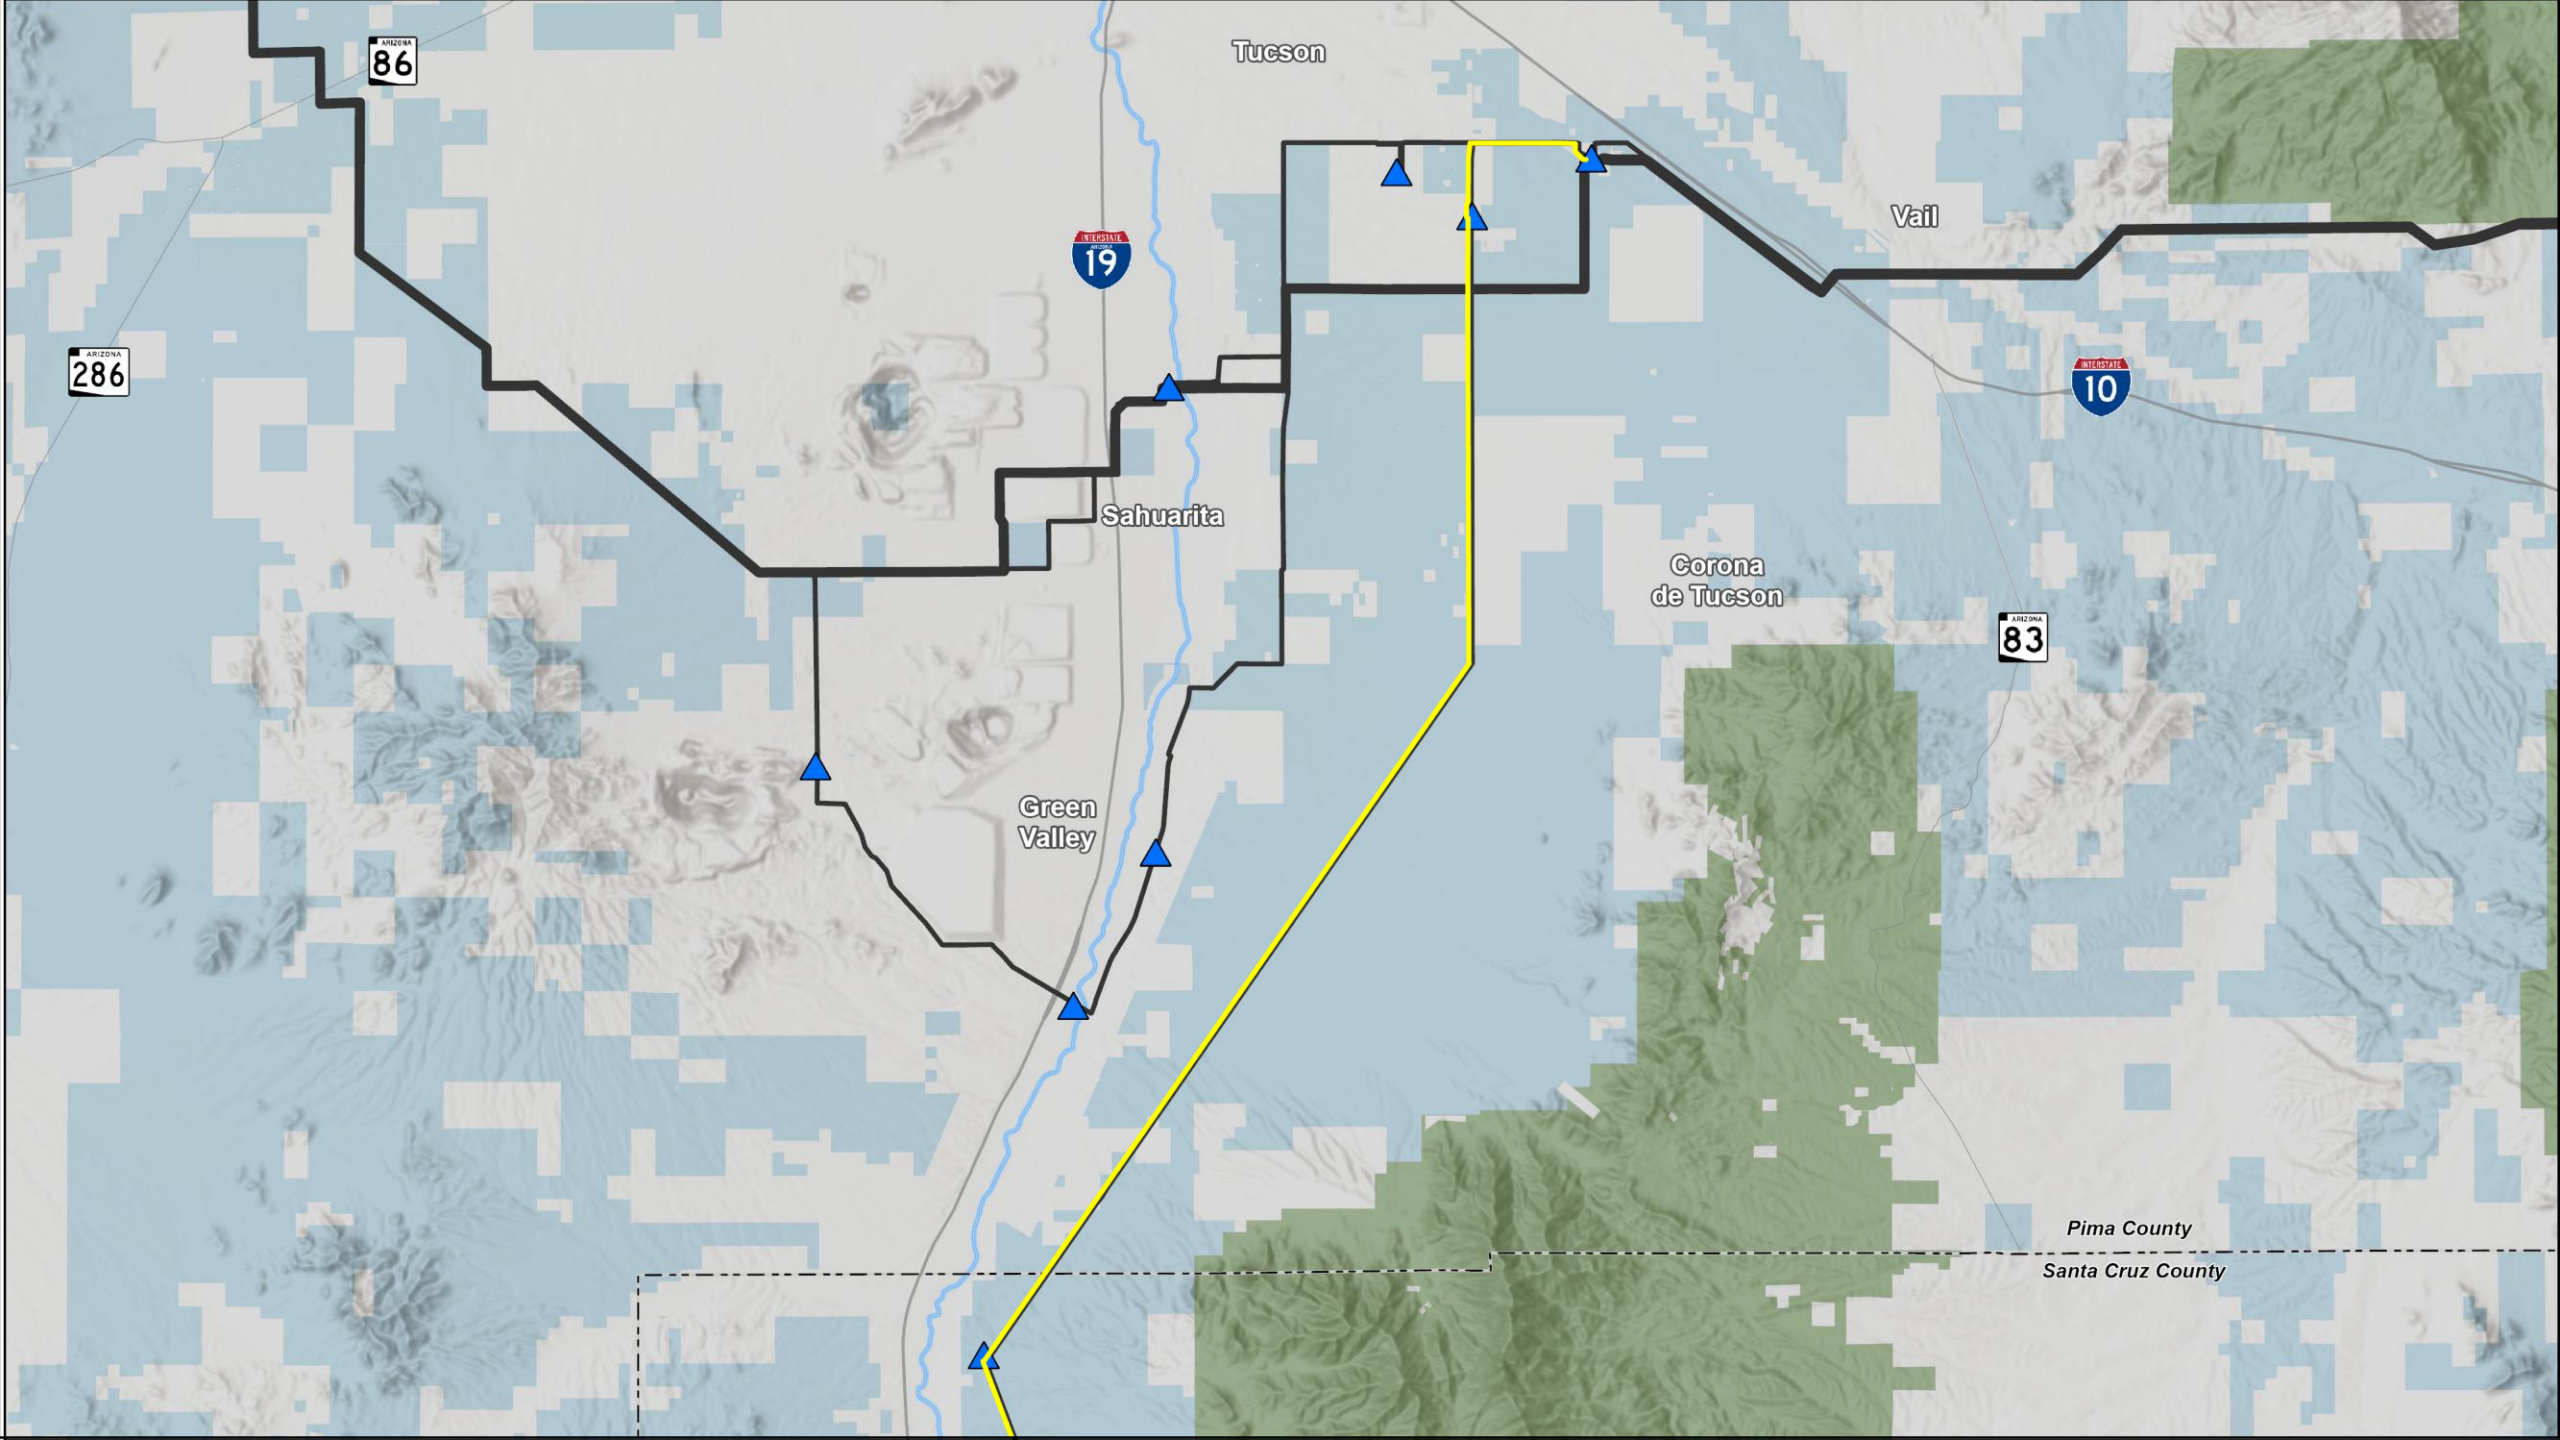 ARIZONA
86
Tucson
INTERSTATE
ARIZONA
19
Vail
ARIZONA
286
INTERSTATE
10
Sahuarita
Corona
de Tucson
ARIZONA
83
Green
Valley
Pima County
Santa Cruz County